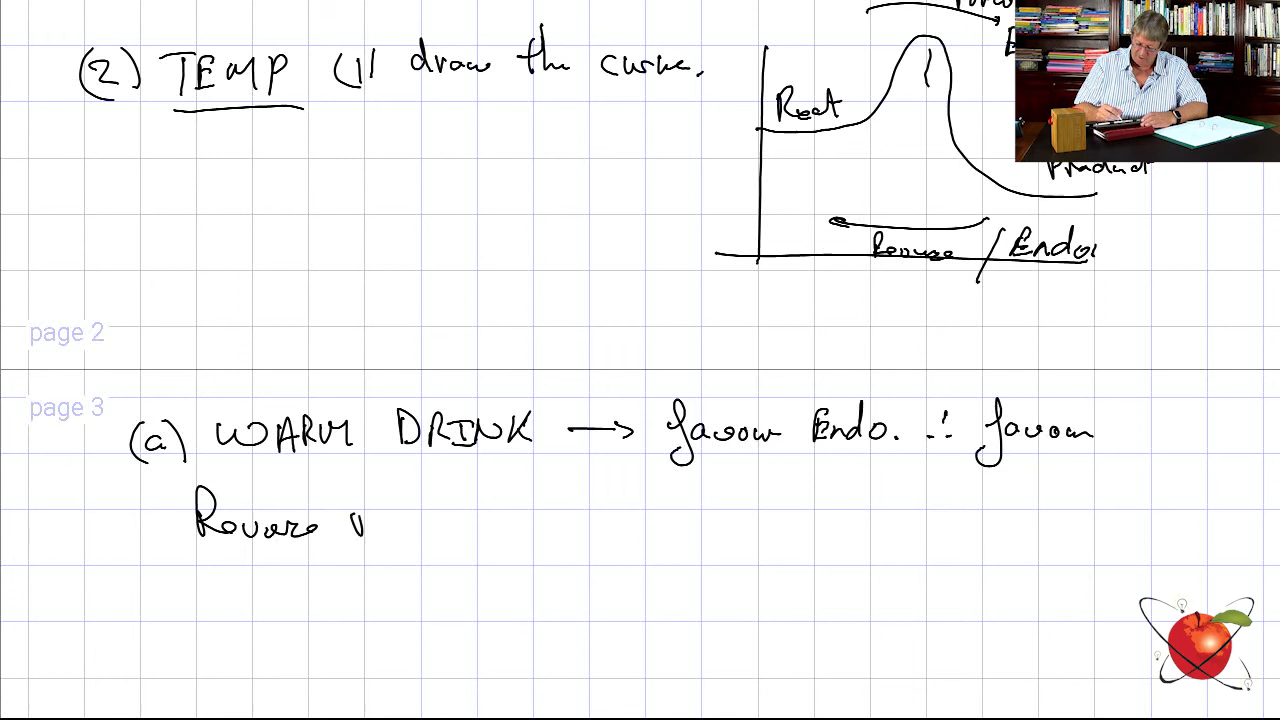 (2) TEMP (1) draw the curve.
React
Product
Reverse / Endo
page 2
page 3
(a) WARM DRINK → favour Endo. ∴ favour
Reverse